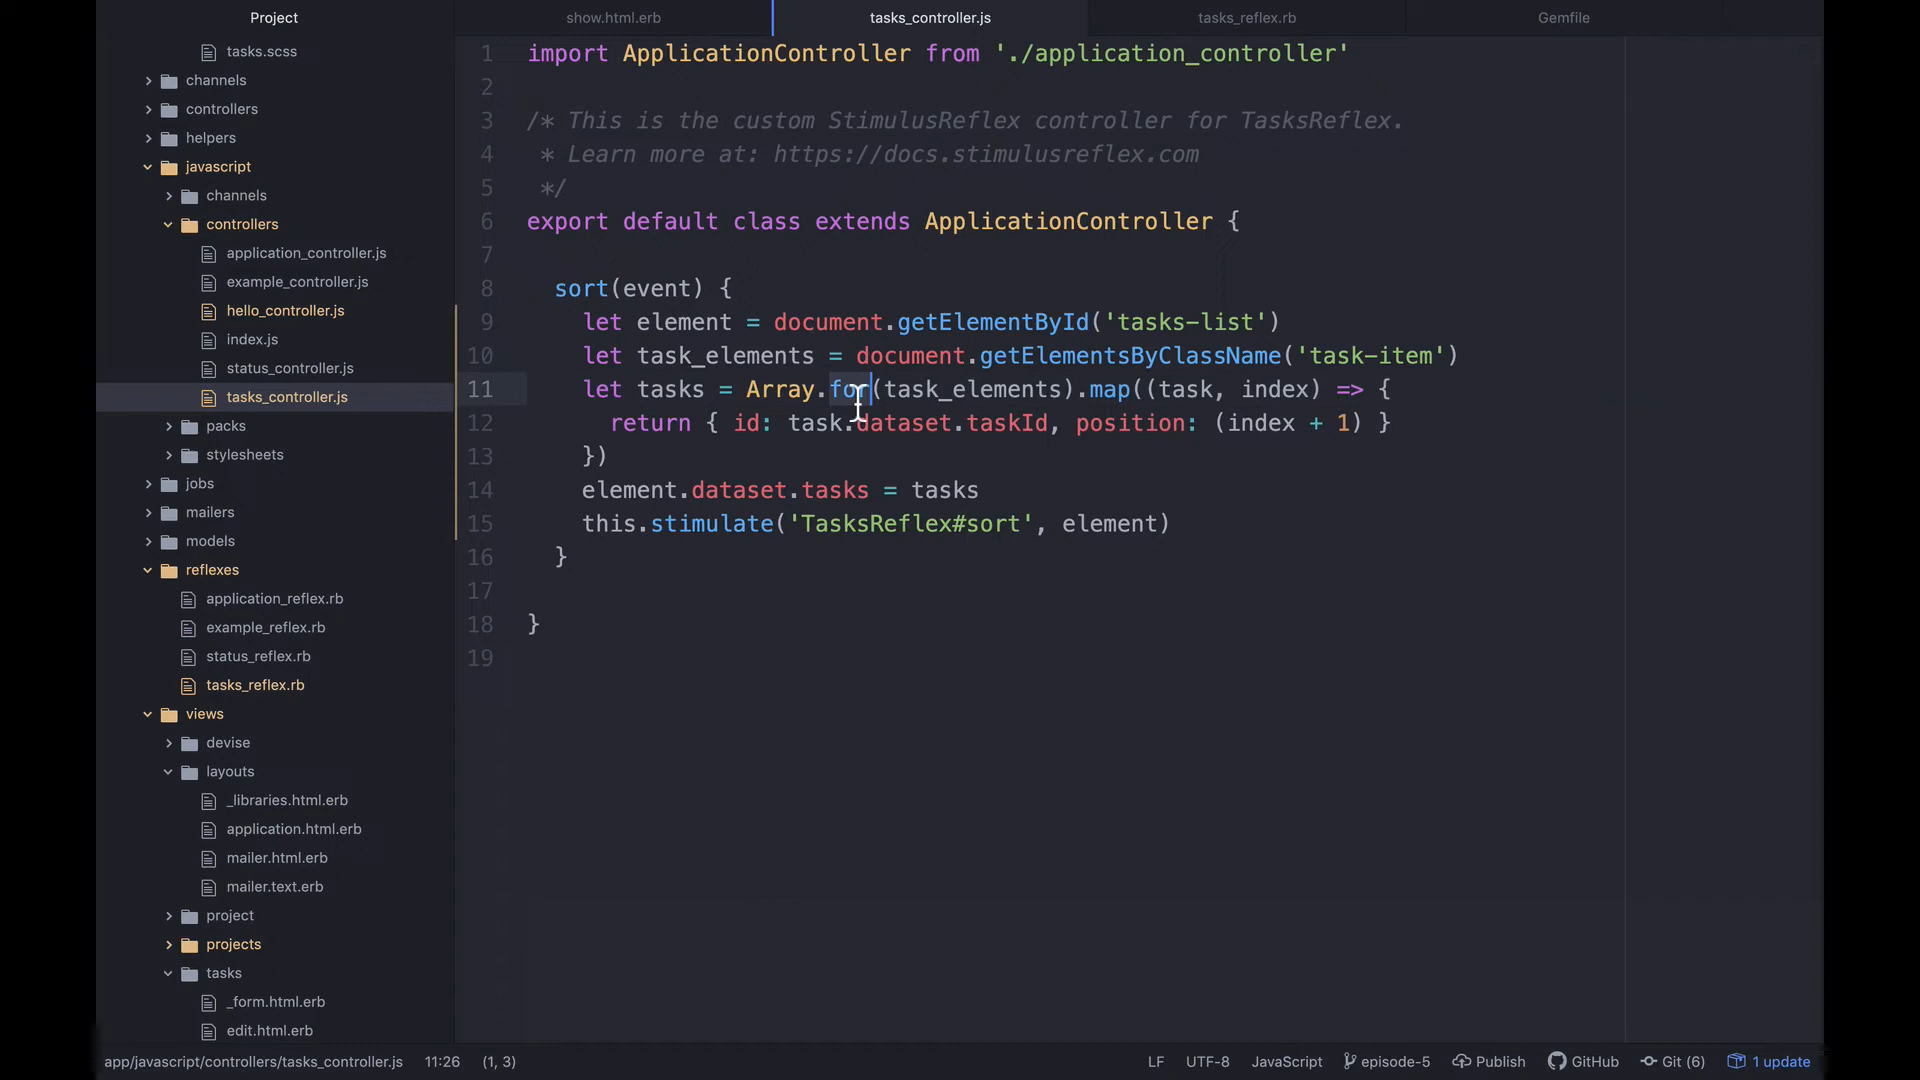 Project
show.html.erb
tasks_controller.js
tasks_reflex.rb
Gemfile
tasks.scss
channels
controllers
helpers
javascript
channels
controllers
application_controller.js
example_controller.js
hello_controller.js
index.js
status_controller.js
tasks_controller.js
packs
stylesheets
jobs
mailers
models
reflexes
application_reflex.rb
example_reflex.rb
status_reflex.rb
tasks_reflex.rb
views
devise
layouts
_libraries.html.erb
application.html.erb
mailer.html.erb
mailer.text.erb
project
projects
tasks
_form.html.erb
edit.html.erb
1 import ApplicationController from './application_controller'
2
3 /* This is the custom StimulusReflex controller for TasksReflex.
4 * Learn more at: https://docs.stimulusreflex.com
5 */
6 export default class extends ApplicationController {
7
8 sort(event) {
9 let element = document.getElementById('tasks-list')
10 let task_elements = document.getElementsByClassName('task-item')
11 let tasks = Array.for(task_elements).map((task, index) => {
12 return { id: task.dataset.taskId, position: (index + 1) }
13 })
14 element.dataset.tasks = tasks
15 this.stimulate('TasksReflex#sort', element)
16 }
17
18 }
19
app/javascript/controllers/tasks_controller.js 11:26 (1, 3) LF UTF-8 JavaScript episode-5 Publish GitHub Git (6) 1 update